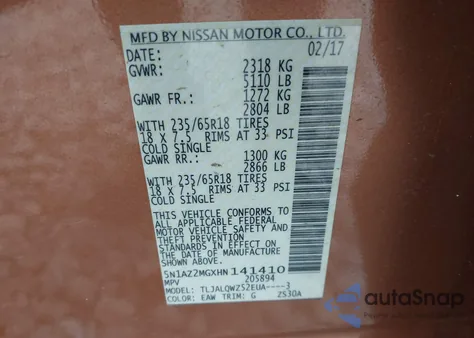 MFD BY NISSAN MOTOR CO., LTD.
DATE: 02/17
GVWR: 2318 KG
5110 LB
GAWR FR.: 1272 KG
2804 LB
WITH 235/65R18 TIRES
18 X 7.5 RIMS AT 33 PSI
COLD SINGLE
GAWR RR.: 1300 KG
2866 LB
WITH 235/65R18 TIRES
18 X 7.5 RIMS AT 33 PSI
COLD SINGLE
THIS VEHICLE CONFORMS TO
ALL APPLICABLE FEDERAL
MOTOR VEHICLE SAFETY
AND THEFT PREVENTION
STANDARDS IN EFFECT ON
THE DATE OF MANUFACTURE
SHOWN ABOVE.
5N1AZ2MGXHN141410
MPV 205894
MODEL: TLJALQWZ52EUA----3
COLOR: EAW TRIM: G ZS30A
autoSnap